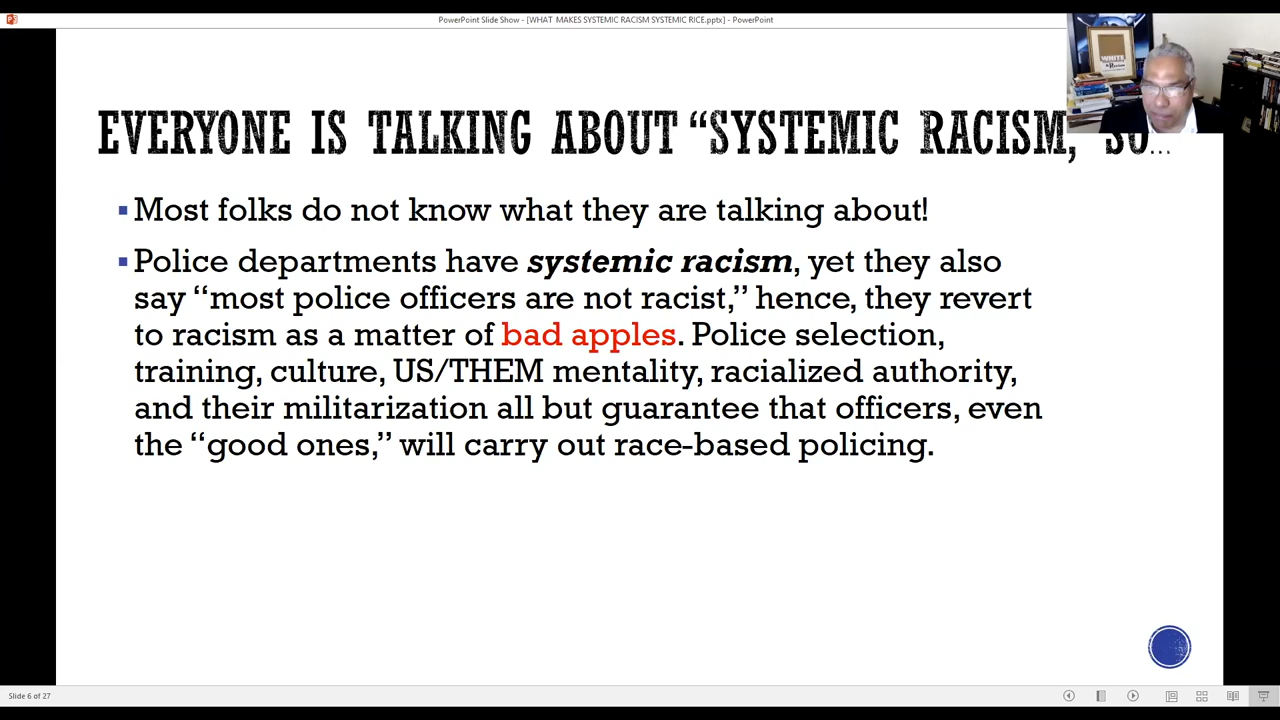 PowerPoint Slide Show - [WHAT MAKES SYSTEMIC RACISM SYSTEMIC RICE.pptx] - PowerPoint
WHITE
EVERYONE IS TALKING ABOUT “SYSTEMIC RACISM,” SO…
Most folks do not know what they are talking about!
Police departments have systemic racism, yet they also
say “most police officers are not racist,” hence, they revert
to racism as a matter of bad apples. Police selection,
training, culture, US/THEM mentality, racialized authority,
and their militarization all but guarantee that officers, even
the “good ones,” will carry out race-based policing.
Slide 6 of 27